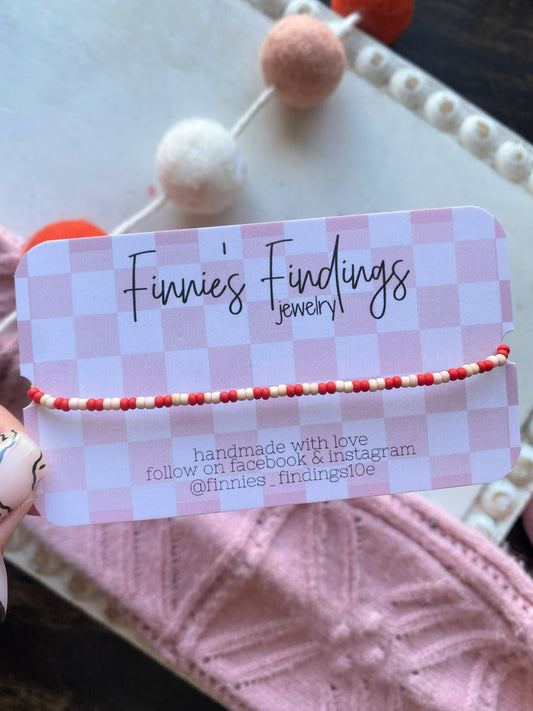 Finnie's Findings
jewelry
handmade with love
follow on facebook & instagram
@finnies_findings10e